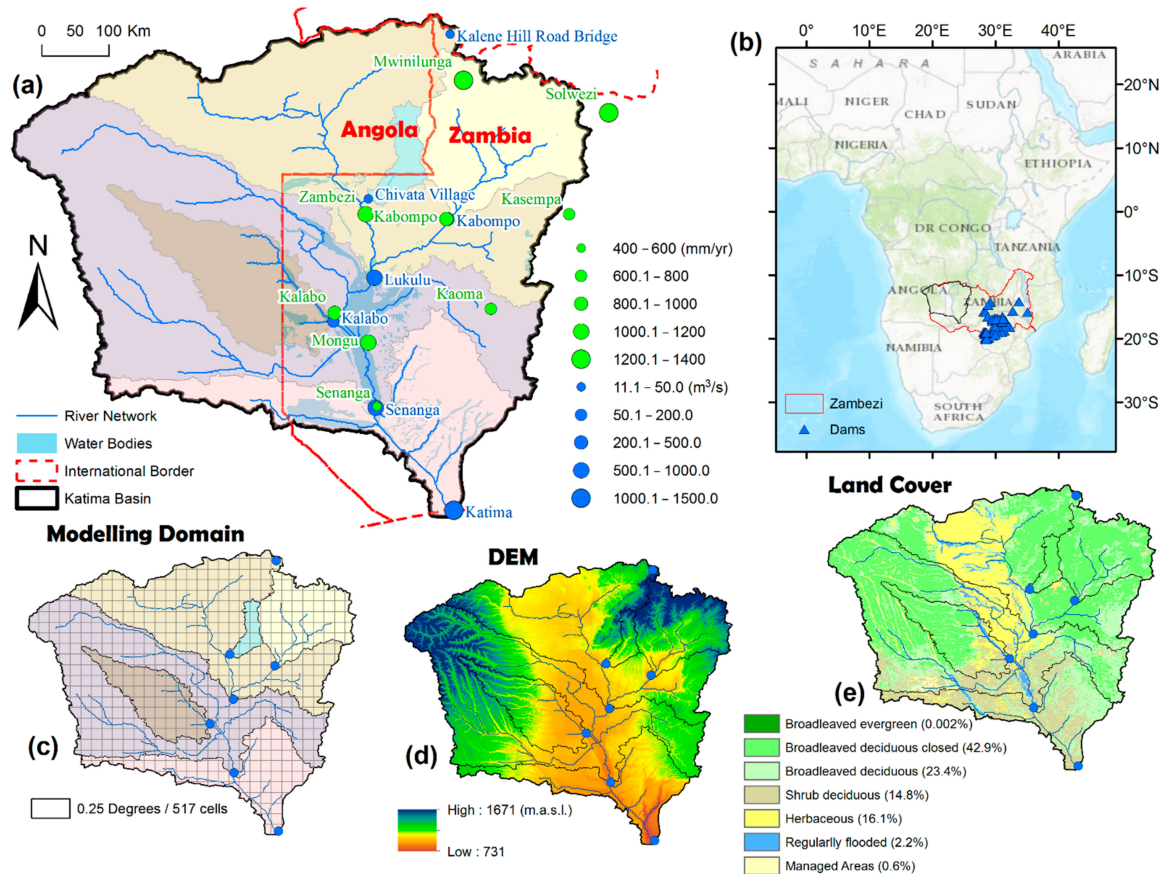 0 50 100 Km
(a)
Kalene Hill Road Bridge
Mwinilunga
Solwezi
Angola
Zambia
Zambezi
Chivata Village
Kasempa
Kabompo
Kabompo
Lukulu
Kalabo
Kaoma
Kalabo
Mongu
Senanga
Senanga
Katima
N
River Network
Water Bodies
International Border
Katima Basin
400 – 600 (mm/yr)
600.1 – 800
800.1 – 1000
1000.1 – 1200
1200.1 – 1400
11.1 – 50.0 (m³/s)
50.1 – 200.0
200.1 – 500.0
500.1 – 1000.0
1000.1 – 1500.0
(b)
SAHARA
ARABIA
MALI
NIGER
CHAD
SUDAN
NIGERIA
ETHIOPIA
DR CONGO
TANZANIA
ANGOLA
ZAMBIA
NAMIBIA
SOUTH
AFRICA
20°N
10°N
0°
10°S
20°S
30°S
0°
20°E
30°E
40°E
Zambezi
Dams
Modelling Domain
(c)
0.25 Degrees / 517 cells
DEM
(d)
High : 1671 (m.a.s.l.)
Low : 731
Land Cover
(e)
Broadleaved evergreen (0.002%)
Broadleaved deciduous closed (42.9%)
Broadleaved deciduous (23.4%)
Shrub deciduous (14.8%)
Herbaceous (16.1%)
Regularlly flooded (2.2%)
Managed Areas (0.6%)